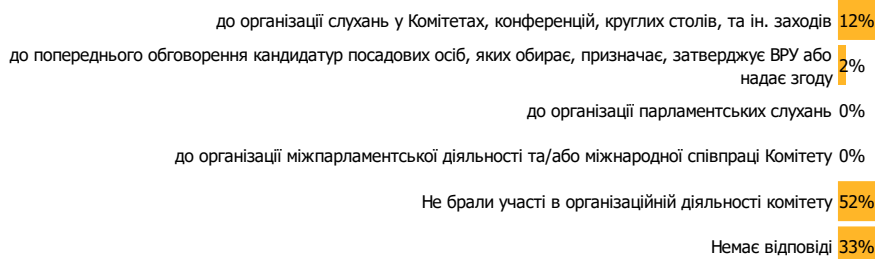 до організації слухань у Комітетах, конференцій, круглих столів, та ін. заходів 12%
до попереднього обговорення кандидатур посадових осіб, яких обирає, призначає, затверджує ВРУ або
надає згоду 2%
до організації парламентських слухань 0%
до організації міжпарламентської діяльності та/або міжнародної співпраці Комітету 0%
Не брали участі в організаційній діяльності комітету 52%
Немає відповіді 33%